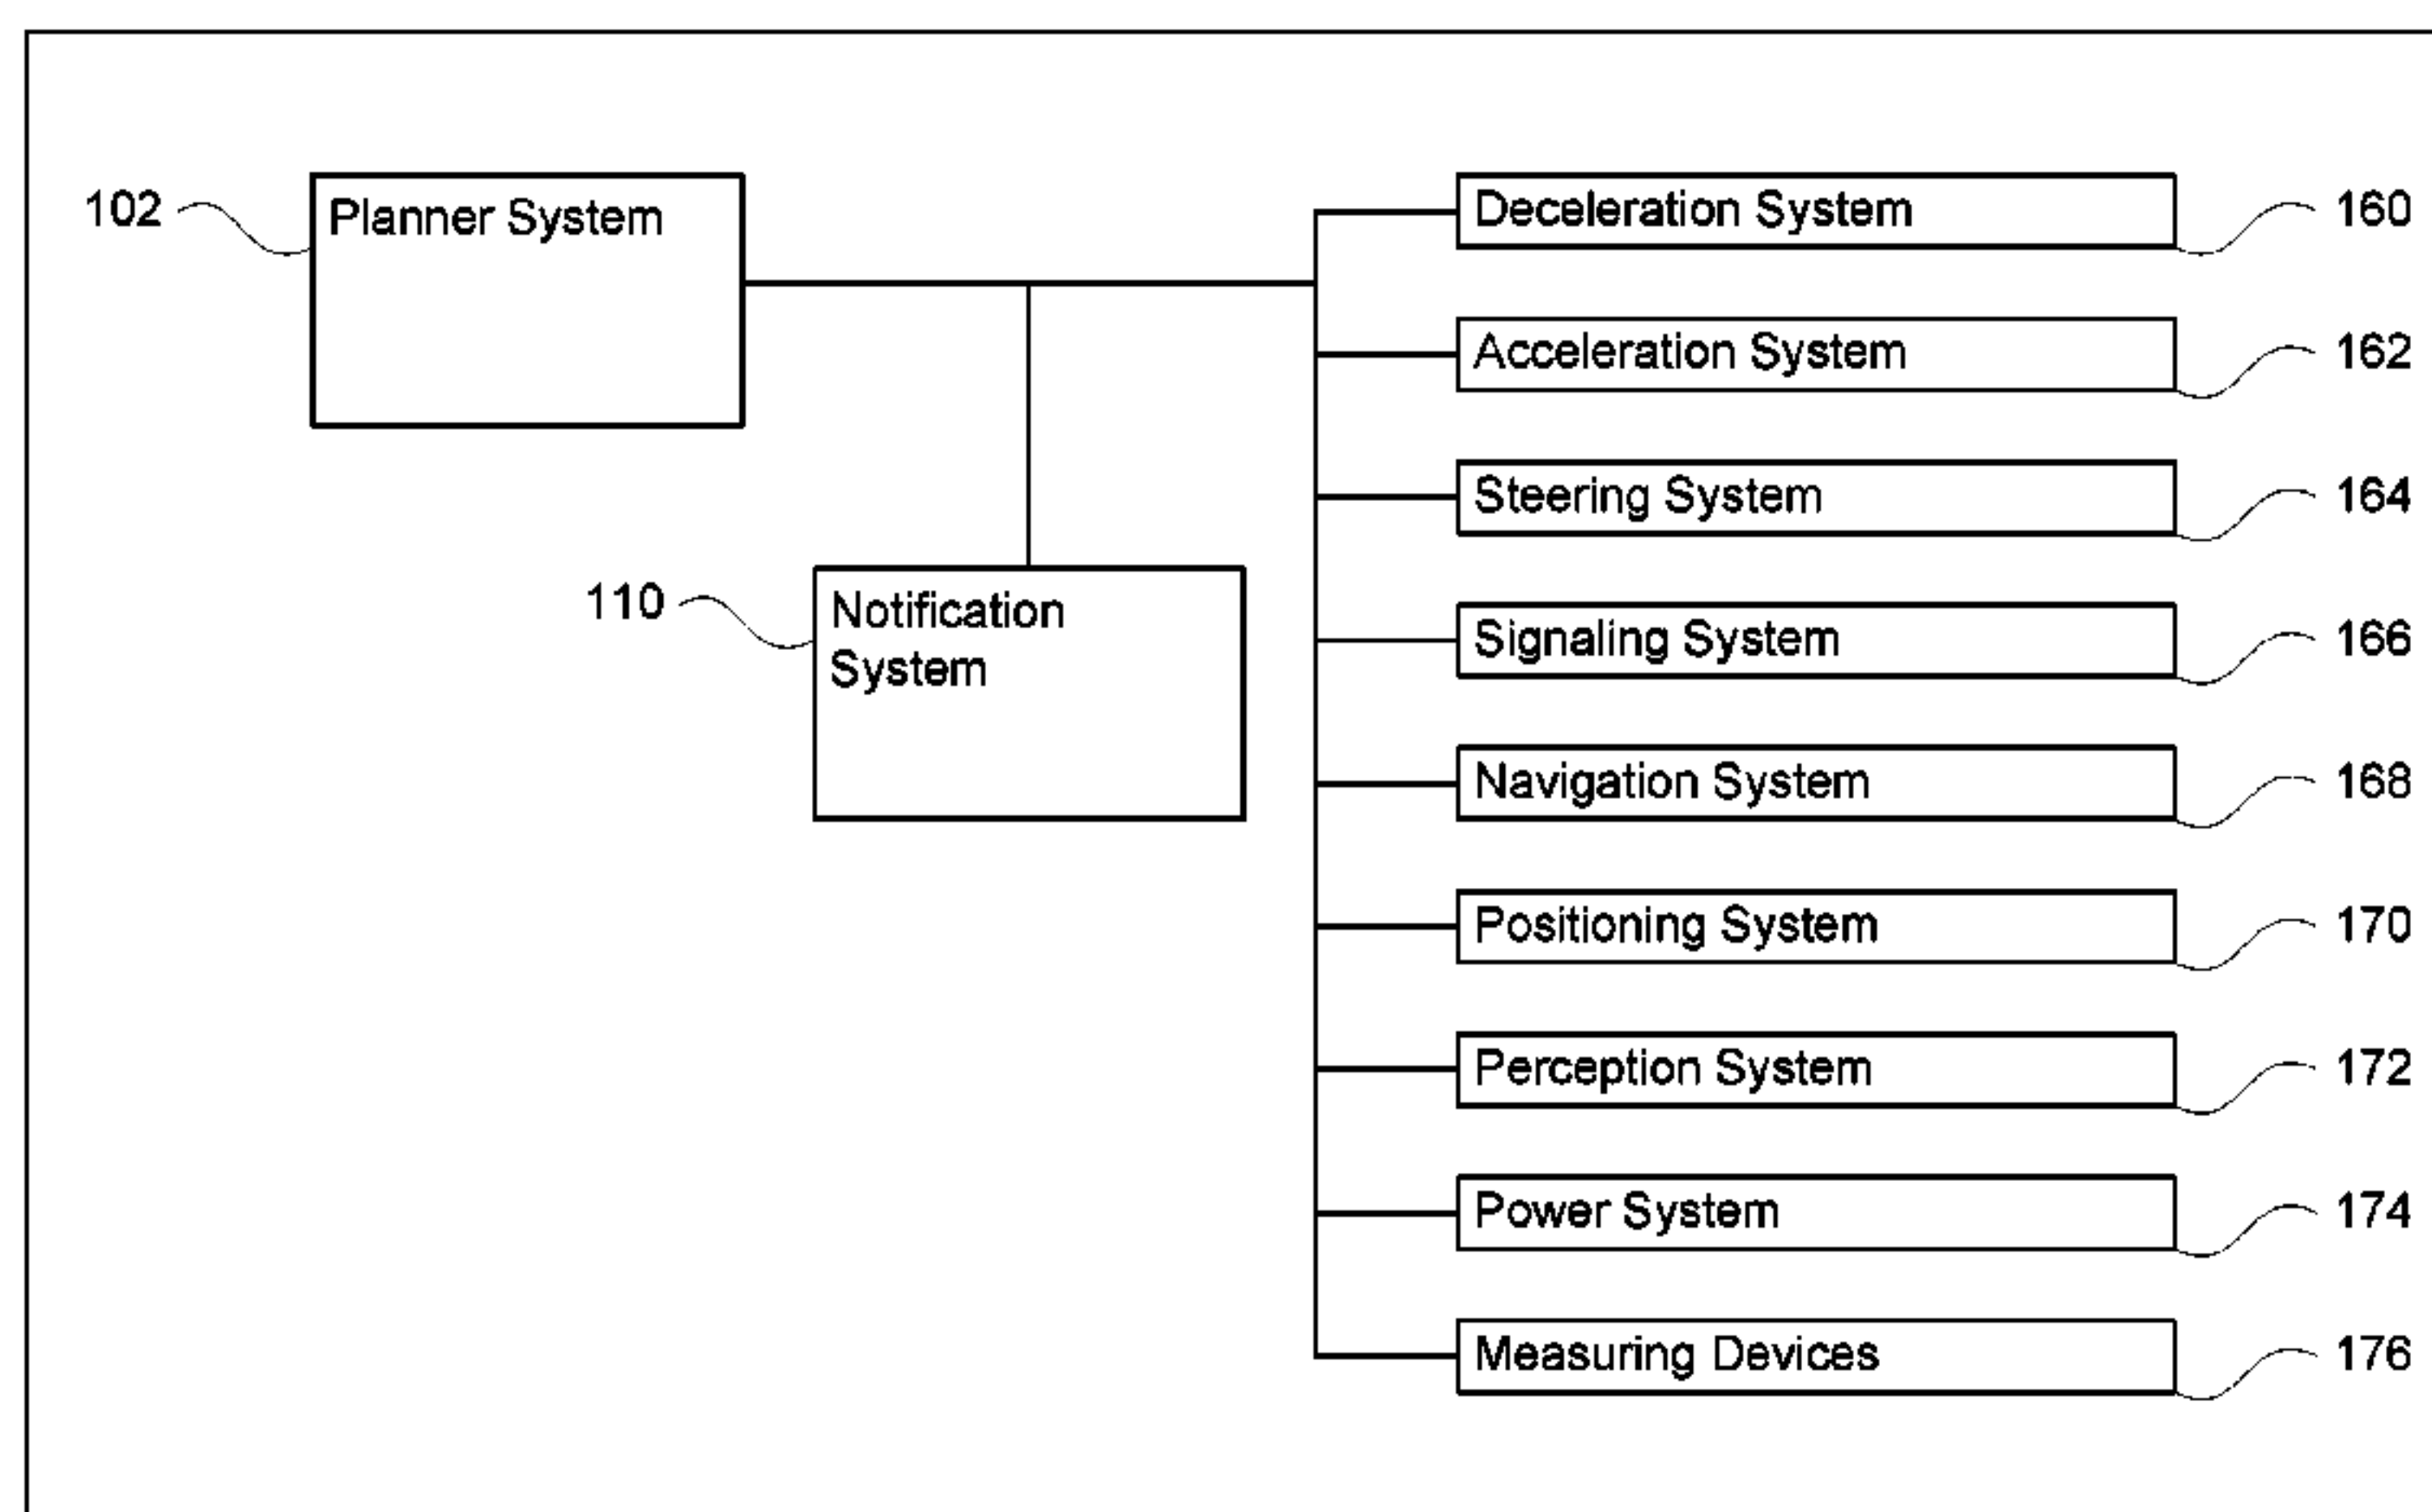 102
Planner System
110
Notification
System
Deceleration System
160
Acceleration System
162
Steering System
164
Signaling System
166
Navigation System
168
Positioning System
170
Perception System
172
Power System
174
Measuring Devices
176